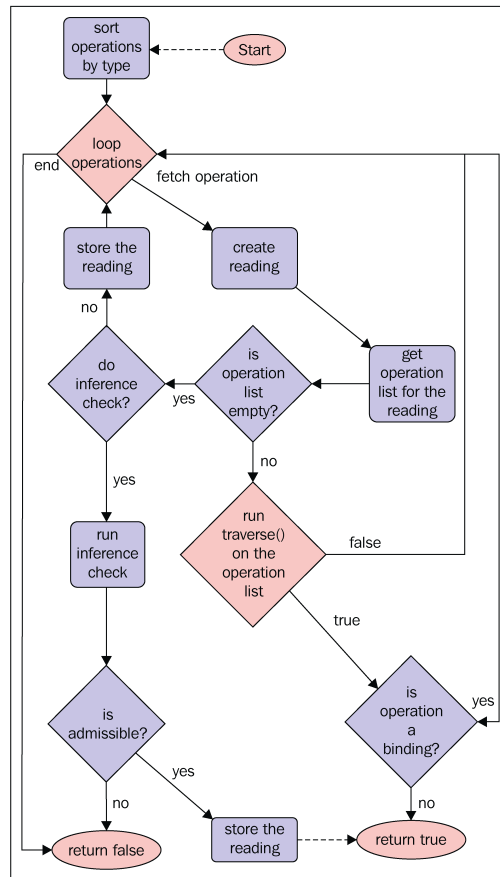 sort
operations
by type
Start
loop
operations
end
fetch operation
store the
reading
create
reading
no
do
inference
check?
is
operation
list
empty?
get
operation
list for the
reading
yes
no
yes
run
traverse()
on the
operation
list
false
run
inference
check
true
is
admissible?
is
operation
a
binding?
yes
yes
no
store the
reading
no
return false
return true